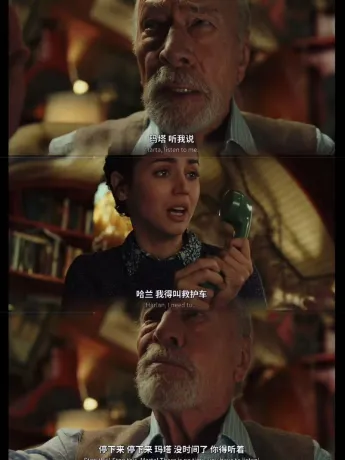 玛塔 听我说
Marta, listen to me.
哈兰 我得叫救护车
Harlan, I need to
停下来 停下来 玛塔 没时间了 你得听着